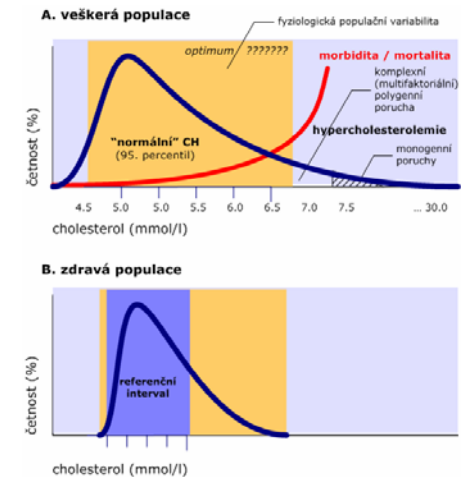 A. veškerá populace
fyziologická populační variabilita
optimum ???????
morbidita / mortalita
komplexní
(multifaktoriální)
polygenní
porucha
hypercholesterolemie
"normální" CH
(95. percentil)
monogenní
poruchy
četnost (%)
4.5 5.0 5.0 5.5 6.0 6.5 7.0 7.5 ... 30.0
cholesterol (mmol/l)
B. zdravá populace
referenční
interval
četnost (%)
cholesterol (mmol/l)